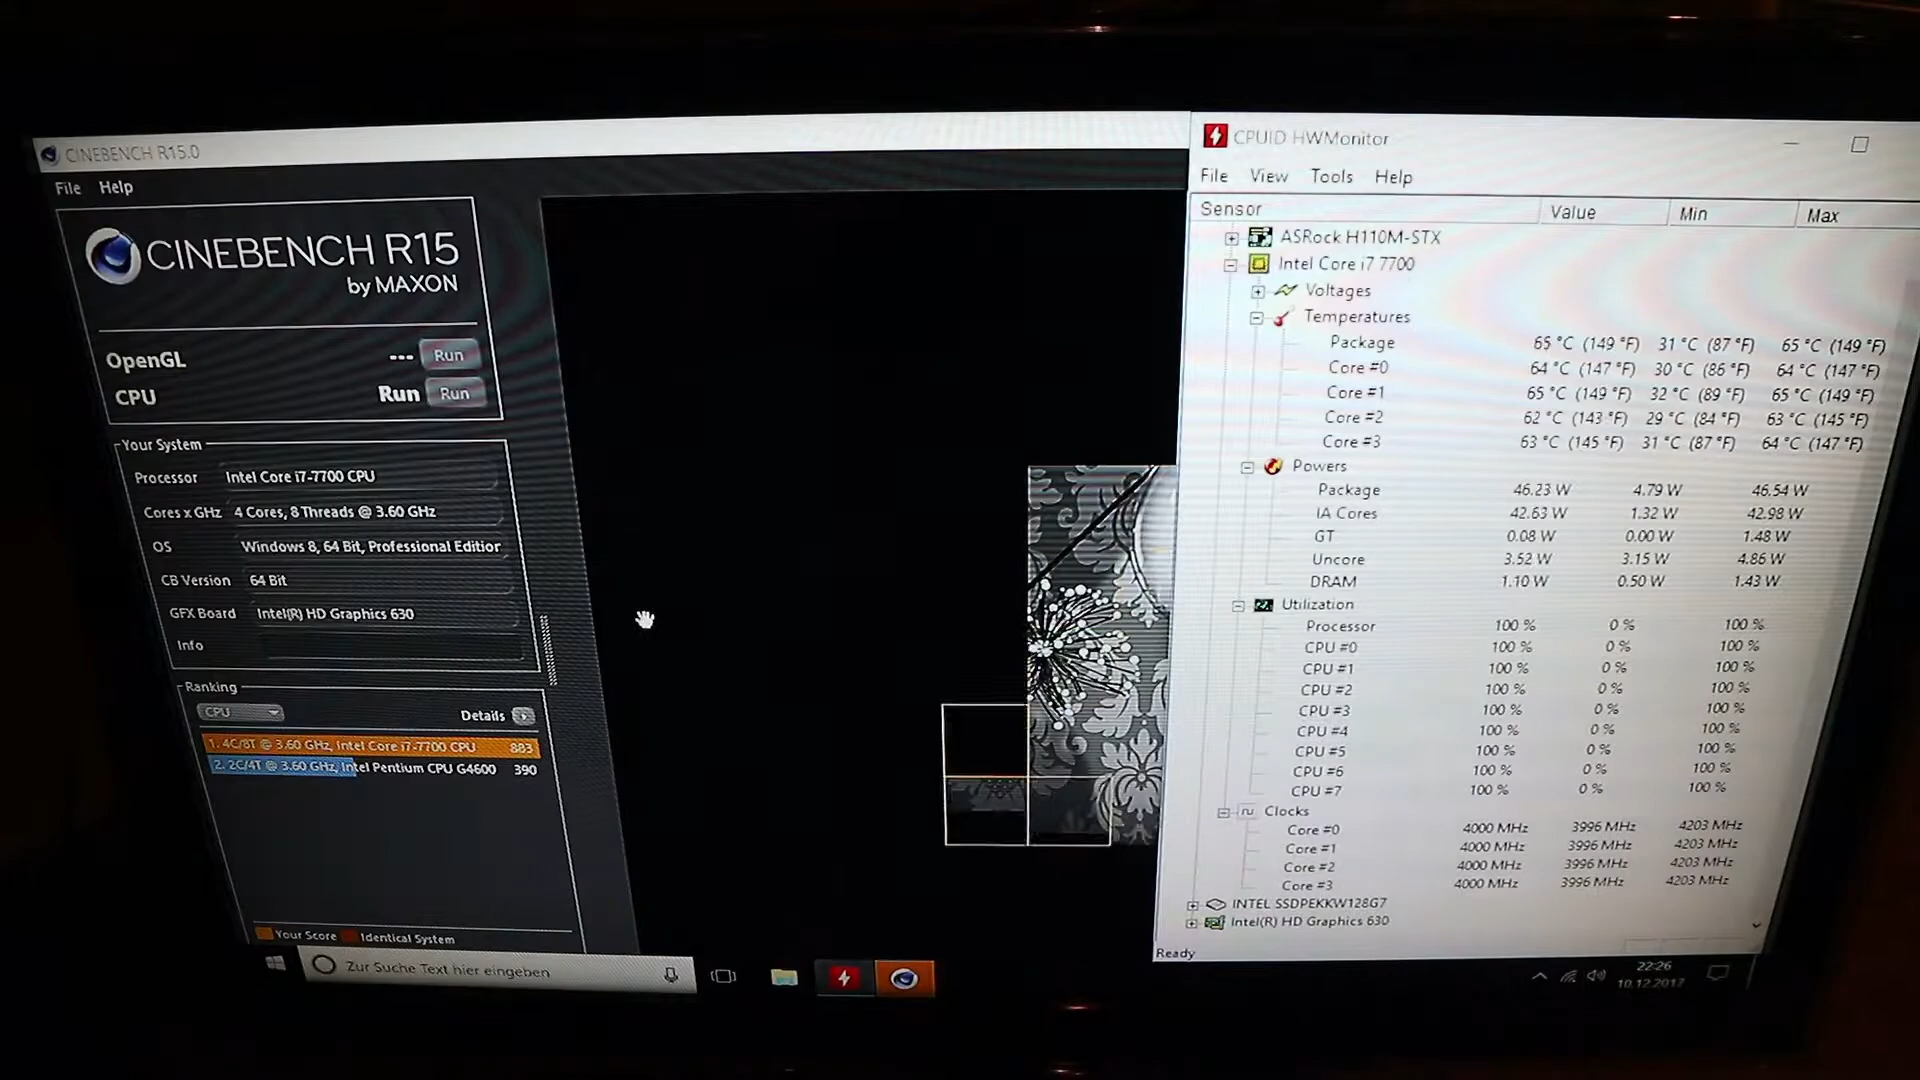 CINEBENCH R15.0
File Help
CINEBENCH R15
by MAXON
OpenGL --- Run
CPU Run Run
Your System
Processor Intel Core i7-7700 CPU
Cores x GHz 4 Cores, 8 Threads @ 3.60 GHz
OS Windows 8, 64 Bit, Professional Edition
CB Version 64 Bit
GFX Board Intel(R) HD Graphics 630
Info
Ranking
CPU Details
1. 4C/8T @ 3.60 GHz, Intel Core i7-7700 CPU 883
2. 2C/4T @ 3.60 GHz, Intel Pentium CPU G4600 390
Your Score Identical System
Zur Suche Text hier eingeben
CPUID HWMonitor
File View Tools Help
Sensor Value Min Max
ASRock H110M-STX
Intel Core i7 7700
Voltages
Temperatures
Package 65 °C (149 °F) 31 °C (87 °F) 65 °C (149 °F)
Core #0 64 °C (147 °F) 30 °C (86 °F) 64 °C (147 °F)
Core #1 65 °C (149 °F) 32 °C (89 °F) 65 °C (149 °F)
Core #2 62 °C (143 °F) 29 °C (84 °F) 63 °C (145 °F)
Core #3 63 °C (145 °F) 31 °C (87 °F) 64 °C (147 °F)
Powers
Package 46.23 W 4.79 W 46.54 W
IA Cores 42.63 W 1.32 W 42.98 W
GT 0.08 W 0.00 W 1.48 W
Uncore 3.52 W 3.15 W 4.86 W
DRAM 1.10 W 0.50 W 1.43 W
Utilization
Processor 100 % 0 % 100 %
CPU #0 100 % 0 % 100 %
CPU #1 100 % 0 % 100 %
CPU #2 100 % 0 % 100 %
CPU #3 100 % 0 % 100 %
CPU #4 100 % 0 % 100 %
CPU #5 100 % 0 % 100 %
CPU #6 100 % 0 % 100 %
CPU #7 100 % 0 % 100 %
Clocks
Core #0 4000 MHz 3996 MHz 4203 MHz
Core #1 4000 MHz 3996 MHz 4203 MHz
Core #2 4000 MHz 3996 MHz 4203 MHz
Core #3 4000 MHz 3996 MHz 4203 MHz
INTEL SSDPEKKW128G7
Intel(R) HD Graphics 630
Ready
22:26
10.12.2017